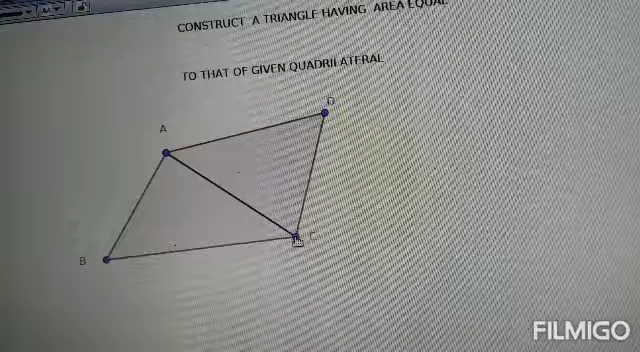 CONSTRUCT A TRIANGLE HAVING AREA EQUAL
TO THAT OF GIVEN QUADRILATERAL
D
A
C
B
FILMIGO